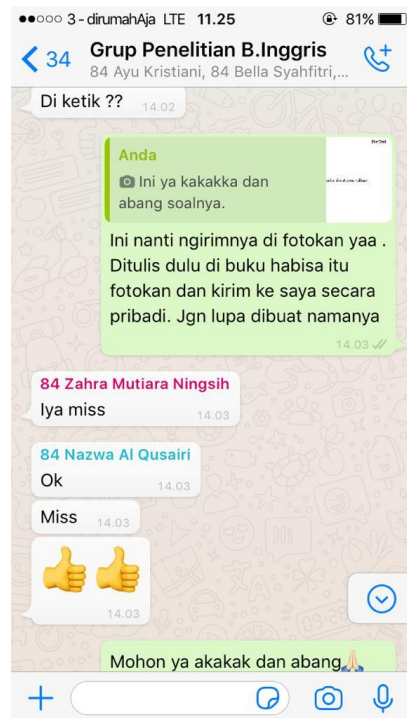 3-dirumahAja LTE 11.25 81%
34 Grup Penelitian B.Inggris
84 Ayu Kristiani, 84 Bella Syahfitri,...
Di ketik ?? 14.02
Anda
Ini ya kakakka dan
abang soalnya.
Ini nanti ngirimnya di fotokan yaa .
Ditulis dulu di buku habisa itu
fotokan dan kirim ke saya secara
pribadi. Jgn lupa dibuat namanya
14.03
84 Zahra Mutiara Ningsih
Iya miss 14.03
84 Nazwa Al Qusairi
Ok 14.03
Miss 14.03
14.03
Mohon ya akakak dan abang